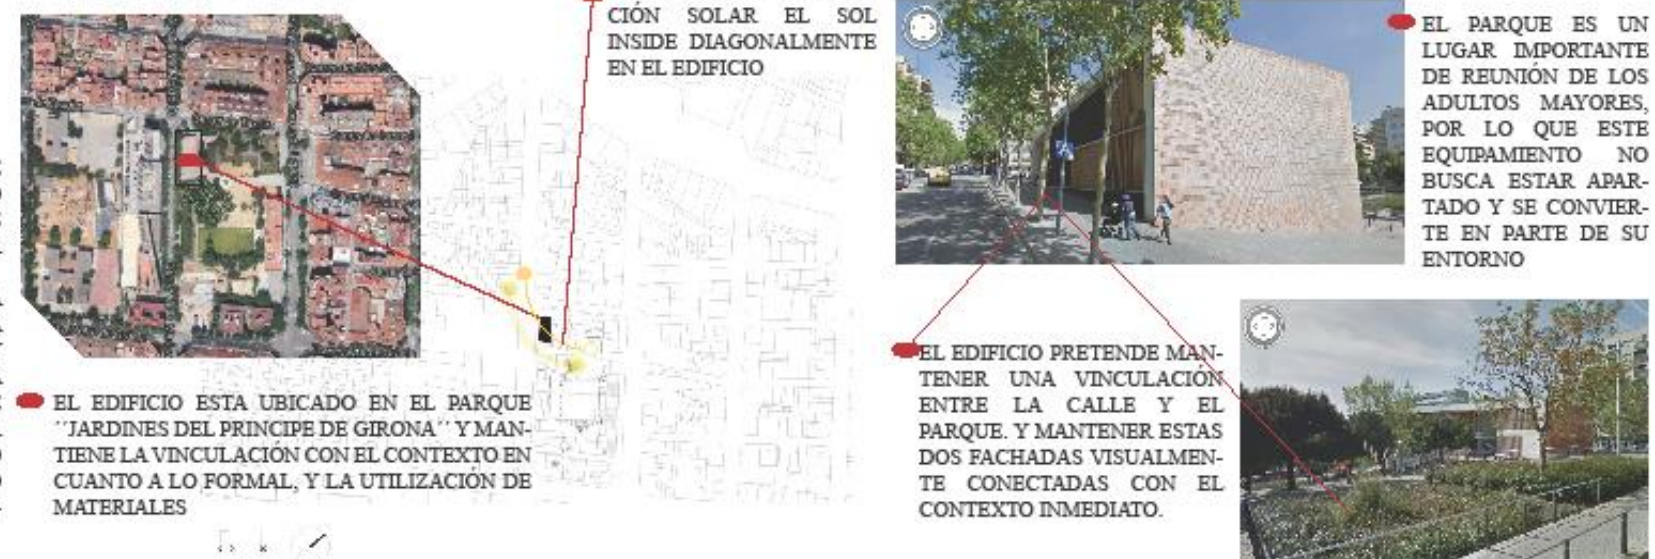 CIÓN SOLAR EL SOL
INSIDE DIAGONALMENTE
EN EL EDIFICIO
EL PARQUE ES UN
LUGAR IMPORTANTE
DE REUNIÓN DE LOS
ADULTOS MAYORES,
POR LO QUE ESTE
EQUIPAMIENTO NO
BUSCA ESTAR APAR-
TADO Y SE CONVIER-
TE EN PARTE DE SU
ENTORNO
EL EDIFICIO ESTA UBICADO EN EL PARQUE
´´JARDINES DEL PRINCIPE DE GIRONA´´ Y MAN-
TIENE LA VINCULACIÓN CON EL CONTEXTO EN
CUANTO A LO FORMAL, Y LA UTILIZACIÓN DE
MATERIALES
EL EDIFICIO PRETENDE MAN-
TENER UNA VINCULACIÓN
ENTRE LA CALLE Y EL
PARQUE. Y MANTENER ESTAS
DOS FACHADAS VISUALMEN-
TE CONECTADAS CON EL
CONTEXTO INMEDIATO.